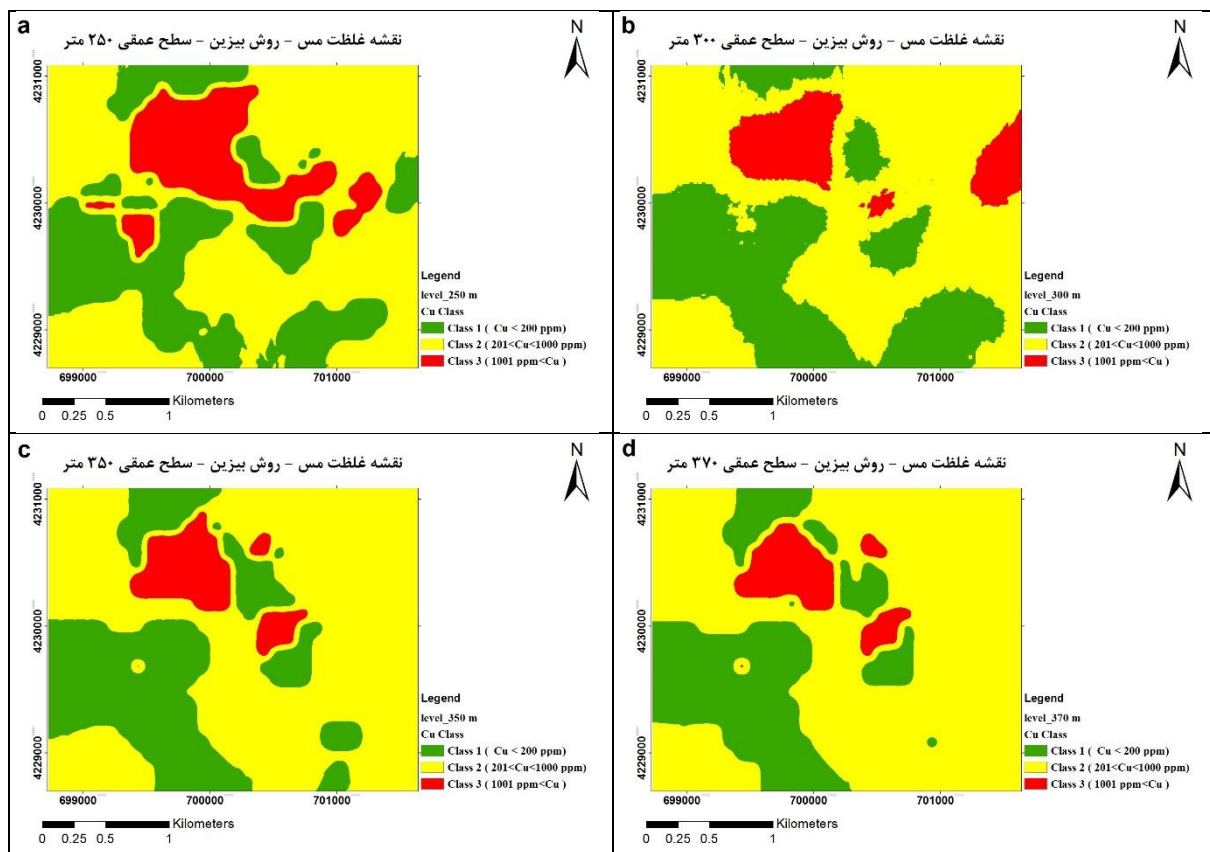 a
نقشه غلظت مس – روش بیزین – سطح عمقی ۲۵۰ متر
N
4231000
4230000
4229000
699000 700000 701000
Legend
level_250 m
Cu Class
Class 1 ( Cu < 200 ppm)
Class 2 ( 201<Cu<1000 ppm)
Class 3 ( 1001 ppm<Cu )
Kilometers
0 0.25 0.5 1
b
نقشه غلظت مس – روش بیزین – سطح عمقی ۳۰۰ متر
N
4231000
4230000
4229000
699000 700000 701000
Legend
level_300 m
Cu Class
Class 1 ( Cu < 200 ppm)
Class 2 ( 201<Cu<1000 ppm)
Class 3 ( 1001 ppm<Cu )
Kilometers
0 0.25 0.5 1
c
نقشه غلظت مس – روش بیزین – سطح عمقی ۳۵۰ متر
N
4231000
4230000
4229000
699000 700000 701000
Legend
level_350 m
Cu Class
Class 1 ( Cu < 200 ppm)
Class 2 ( 201<Cu<1000 ppm)
Class 3 ( 1001 ppm<Cu )
Kilometers
0 0.25 0.5 1
d
نقشه غلظت مس – روش بیزین – سطح عمقی ۳۷۰ متر
N
4231000
4230000
4229000
699000 700000 701000
Legend
level_370 m
Cu Class
Class 1 ( Cu < 200 ppm)
Class 2 ( 201<Cu<1000 ppm)
Class 3 ( 1001 ppm<Cu )
Kilometers
0 0.25 0.5 1